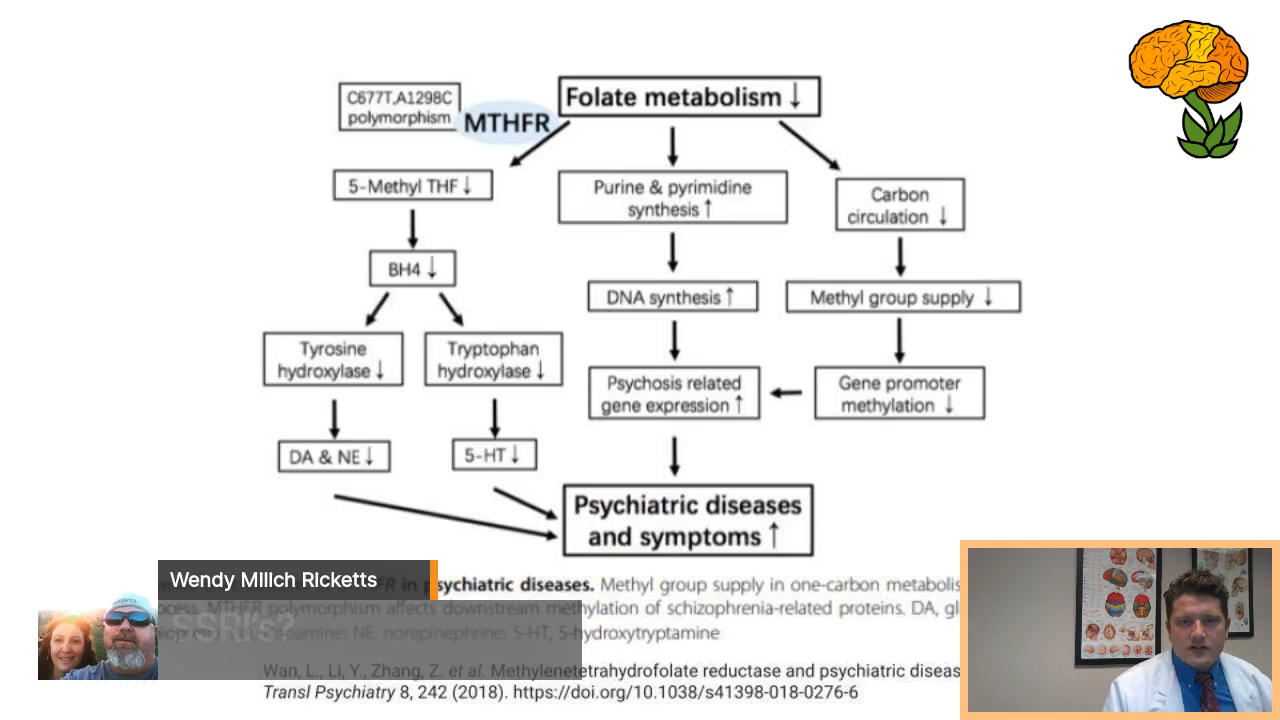 C677T,A1298C
polymorphism
MTHFR
Folate metabolism ↓
5-Methyl THF ↓
Purine & pyrimidine
synthesis ↑
Carbon
circulation ↓
BH4 ↓
DNA synthesis ↑
Methyl group supply ↓
Tyrosine
hydroxylase ↓
Tryptophan
hydroxylase ↓
Psychosis related
gene expression ↑
Gene promoter
methylation ↓
DA & NE ↓
5-HT ↓
Psychiatric diseases
and symptoms ↑
Wendy Milich Ricketts
SSRI's?
in psychiatric diseases. Methyl group supply in one-carbon metabolis
MTHFR polymorphism affects downstream methylation of schizophrenia-related proteins. DA, gl
NE, norepinephrine; 5-HT, 5-hydroxytryptamine
Wan, L., Li, Y., Zhang, Z. et al. Methylenetetrahydrofolate reductase and psychiatric diseas
Transl Psychiatry 8, 242 (2018). https://doi.org/10.1038/s41398-018-0276-6